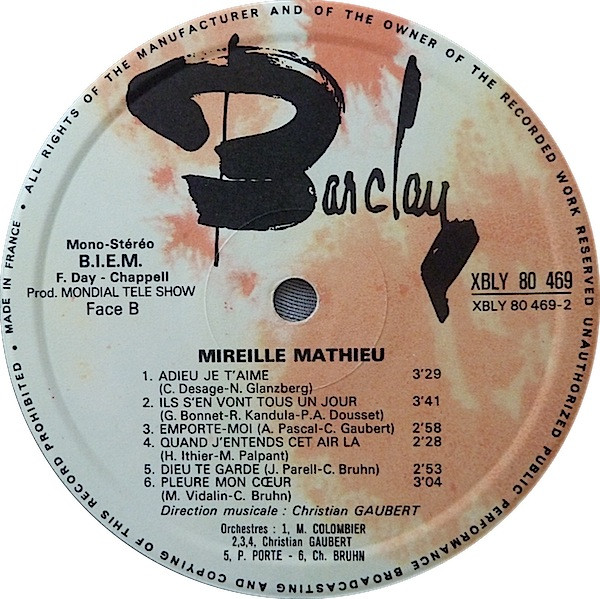 MADE IN FRANCE • ALL RIGHTS OF THE MANUFACTURER AND OF THE OWNER OF THE RECORDED WORK RESERVED UNAUTHORIZED PUBLIC PERFORMANCE BROADCASTING AND COPYING OF THIS RECORD PROHIBITED •
Barclay
Mono-Stéréo
B.I.E.M.
F. Day - Chappell
Prod. MONDIAL TELE SHOW
Face B
XBLY 80 469
XBLY 80 469-2
MIREILLE MATHIEU
1. ADIEU JE T'AIME 3'29
(C. Desage-N. Glanzberg)
2. ILS S'EN VONT TOUS UN JOUR 3'41
(G. Bonnet-R. Kandula-P.A. Dousset)
3. EMPORTE-MOI (A. Pascal-C. Gaubert) 2'58
4. QUAND J'ENTENDS CET AIR LA 2'28
(H. Ithier-M. Palpant)
5. DIEU TE GARDE (J. Parell-C. Bruhn) 2'53
6. PLEURE MON CŒUR 3'04
(M. Vidalin-C. Bruhn)
Direction musicale : Christian GAUBERT
Orchestres : 1, M. COLOMBIER
2,3,4, Christian GAUBERT
5, P. PORTE - 6, Ch. BRUHN